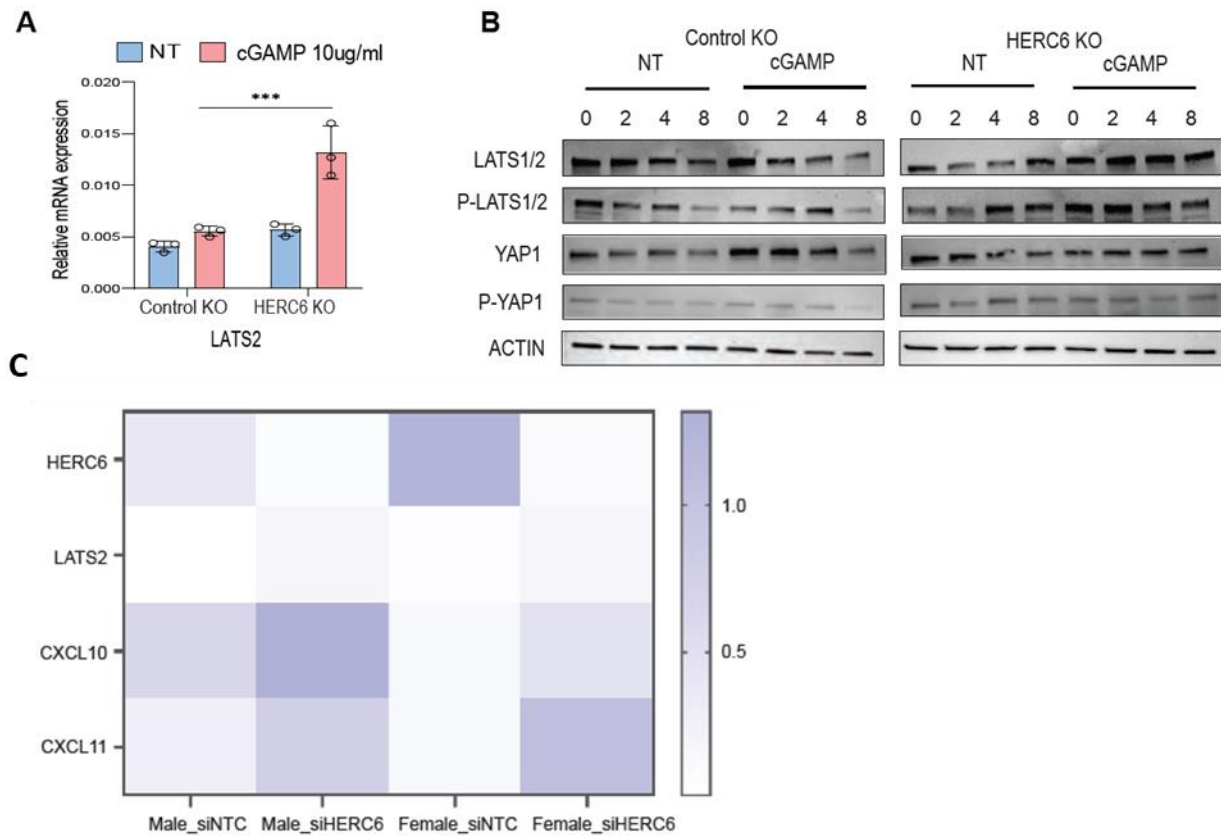 A
NT cGAMP 10ug/ml
Relative mRNA expression
0.020
0.015
0.010
0.005
0.000
***
Control KO HERC6 KO
LATS2
B
Control KO HERC6 KO
NT cGAMP NT cGAMP
0 2 4 8 0 2 4 8 0 2 4 8 0 2 4 8
LATS1/2
P-LATS1/2
YAP1
P-YAP1
ACTIN
C
HERC6
LATS2
CXCL10
CXCL11
1.0
0.5
Male_siNTC Male_siHERC6 Female_siNTC Female_siHERC6